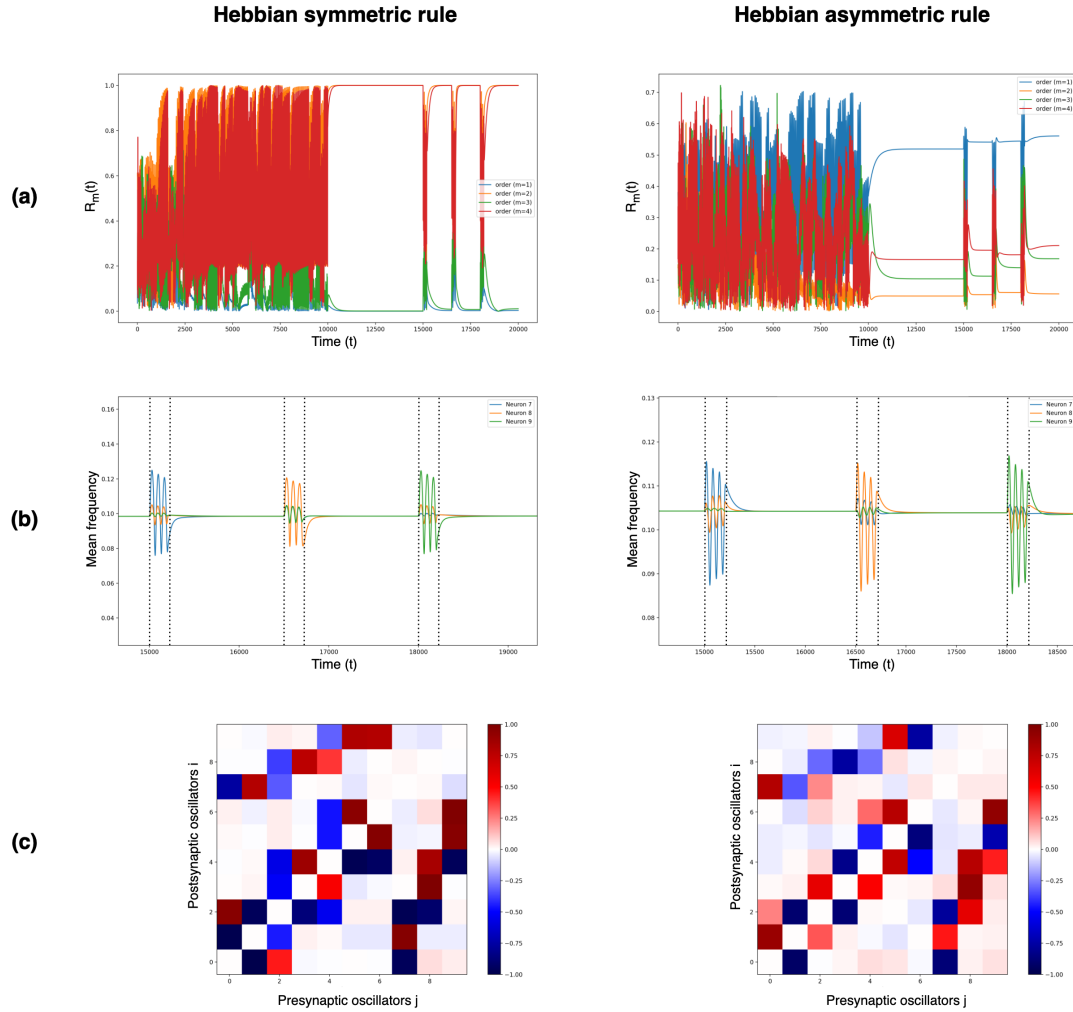 Hebbian symmetric rule
Hebbian asymmetric rule
(a)
R_m(t)
1.0
0.8
0.6
0.4
0.2
0.0
order (m=1)
order (m=2)
order (m=3)
order (m=4)
0 2500 5000 7500 10000 12500 15000 17500 20000
Time (t)
R_m(t)
0.7
0.6
0.5
0.4
0.3
0.2
0.1
0.0
order (m=1)
order (m=2)
order (m=3)
order (m=4)
0 2500 5000 7500 10000 12500 15000 17500 20000
Time (t)
(b)
Mean frequency
0.16
0.14
0.12
0.10
0.08
0.06
0.04
Neuron 7
Neuron 8
Neuron 9
15000 16000 17000 18000 19000
Time (t)
Mean frequency
0.13
0.12
0.11
0.10
0.09
0.08
Neuron 7
Neuron 8
Neuron 9
15000 15500 16000 16500 17000 17500 18000 18500
Time (t)
(c)
Postsynaptic oscillators i
8
6
4
2
0
0 2 4 6 8
Presynaptic oscillators j
1.00
0.75
0.50
0.25
0.00
−0.25
−0.50
−0.75
−1.00
Postsynaptic oscillators i
8
6
4
2
0
0 2 4 6 8
Presynaptic oscillators j
1.00
0.75
0.50
0.25
0.00
−0.25
−0.50
−0.75
−1.00